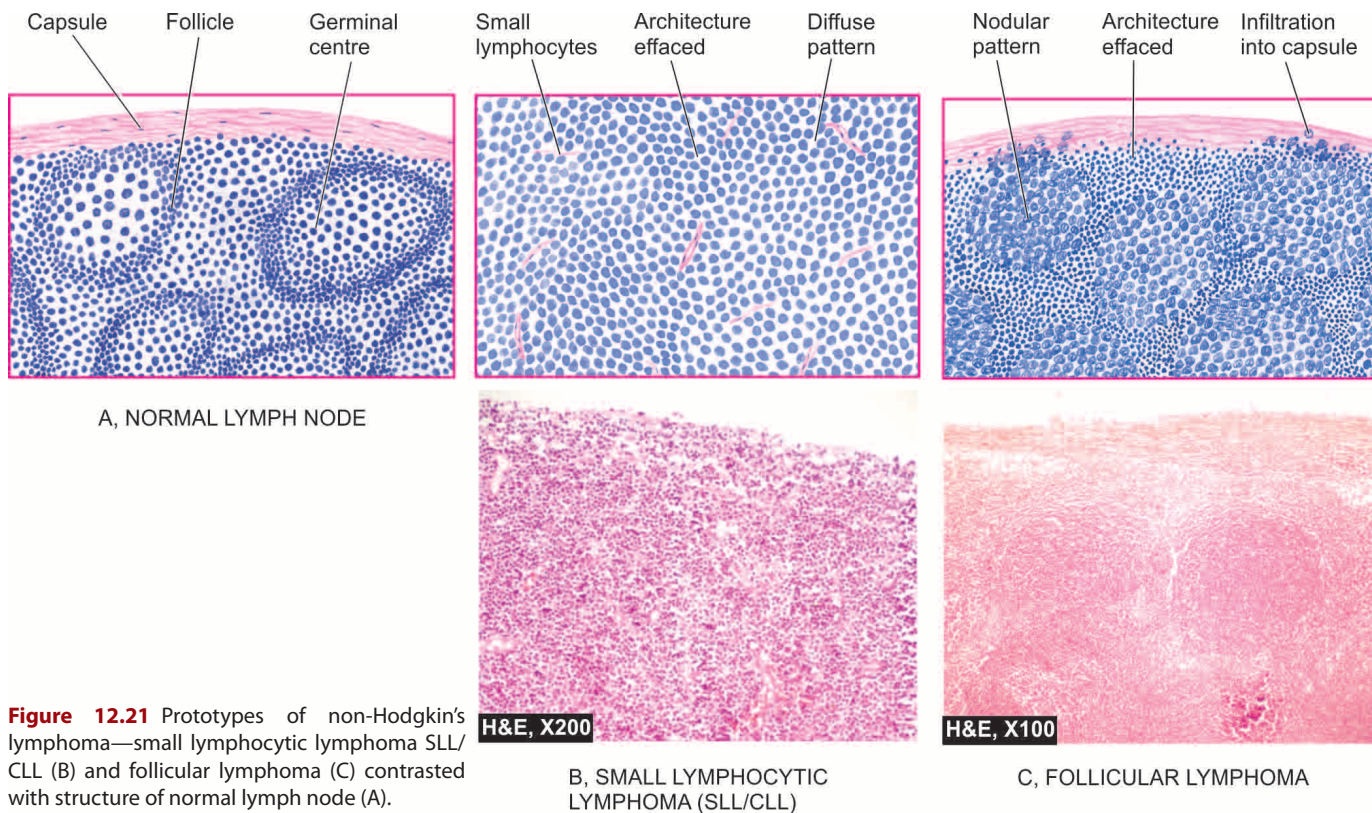 Capsule
Follicle
Germinal
centre
Small
lymphocytes
Architecture
effaced
Diffuse
pattern
Nodular
pattern
Architecture
effaced
Infiltration
into capsule
A, NORMAL LYMPH NODE
H&E, X200
H&E, X100
Figure 12.21 Prototypes of non-Hodgkin's
lymphoma—small lymphocytic lymphoma SLL/
CLL (B) and follicular lymphoma (C) contrasted
with structure of normal lymph node (A).
B, SMALL LYMPHOCYTIC
LYMPHOMA (SLL/CLL)
C, FOLLICULAR LYMPHOMA